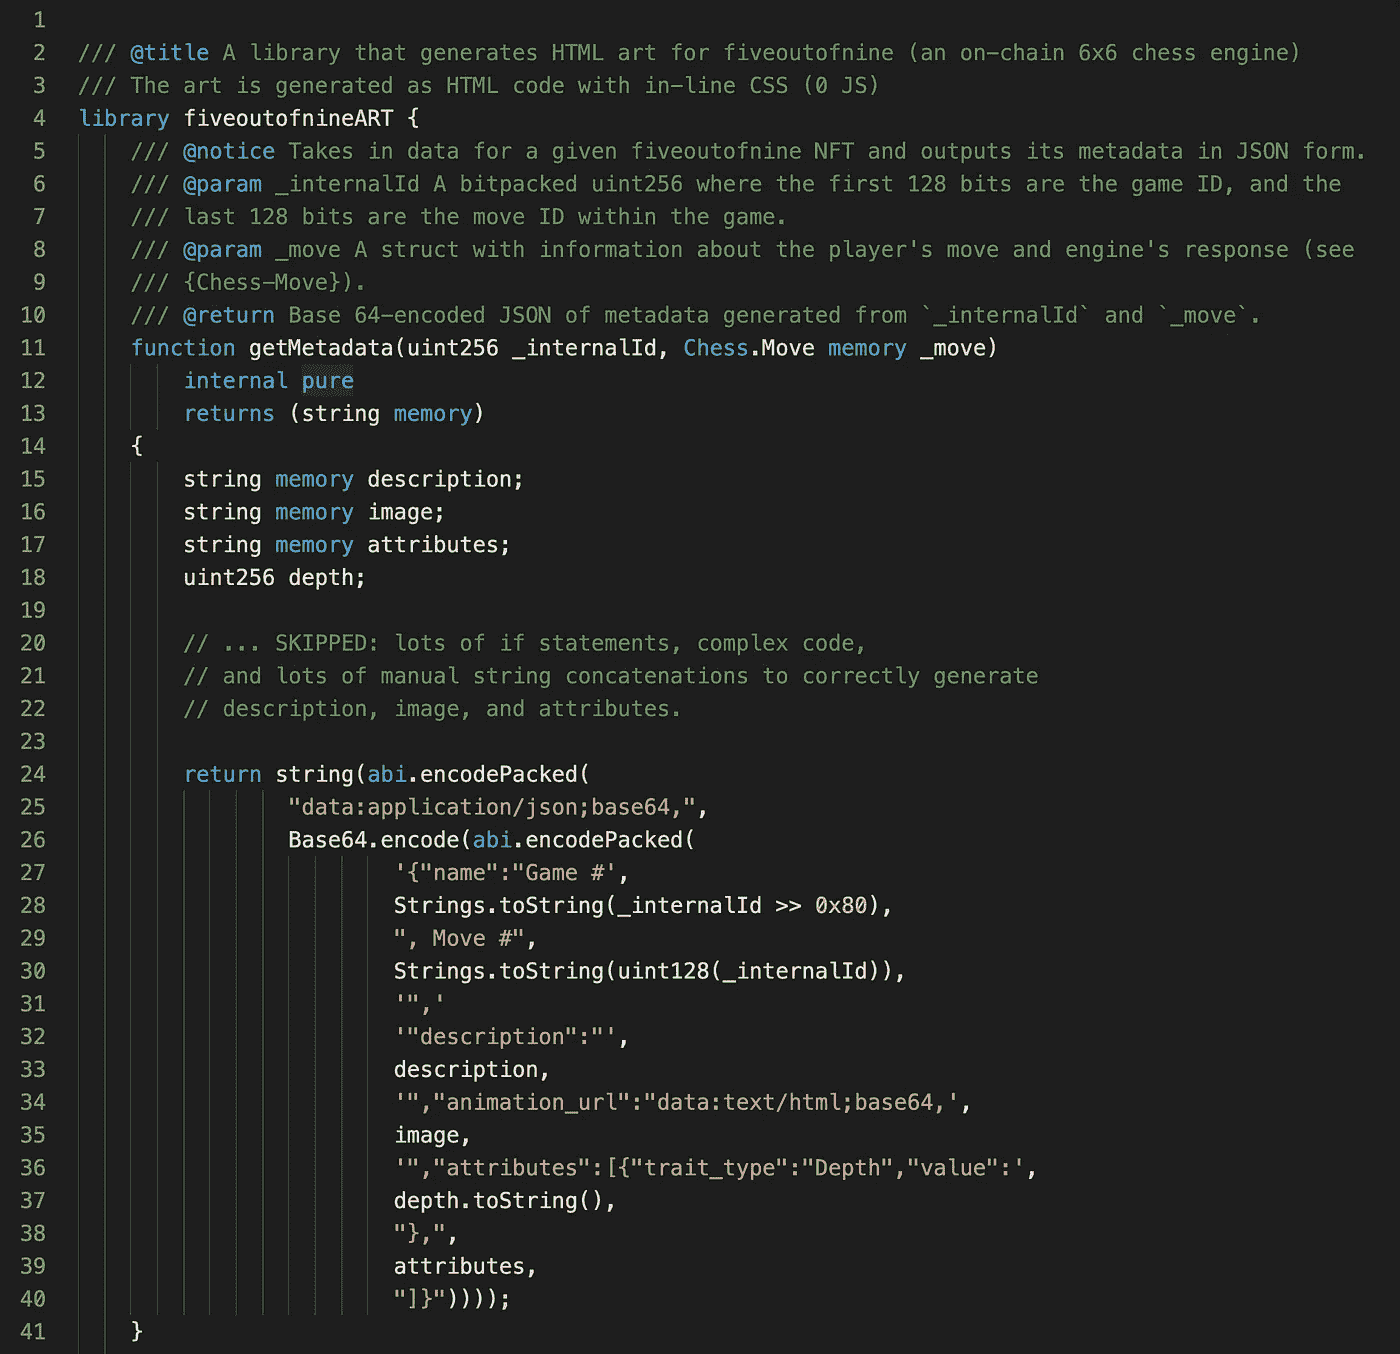 1
2 /// @title A library that generates HTML art for fiveoutofnine (an on-chain 6x6 chess engine)
3 /// The art is generated as HTML code with in-line CSS (0 JS)
4 library fiveoutofnineART {
5 /// @notice Takes in data for a given fiveoutofnine NFT and outputs its metadata in JSON form.
6 /// @param _internalId A bitpacked uint256 where the first 128 bits are the game ID, and the
7 /// last 128 bits are the move ID within the game.
8 /// @param _move A struct with information about the player's move and engine's response (see
9 /// {Chess-Move}).
10 /// @return Base 64-encoded JSON of metadata generated from `_internalId` and `_move`.
11 function getMetadata(uint256 _internalId, Chess.Move memory _move)
12 internal pure
13 returns (string memory)
14 {
15 string memory description;
16 string memory image;
17 string memory attributes;
18 uint256 depth;
19
20 // ... SKIPPED: lots of if statements, complex code,
21 // and lots of manual string concatenations to correctly generate
22 // description, image, and attributes.
23
24 return string(abi.encodePacked(
25 "data:application/json;base64,",
26 Base64.encode(abi.encodePacked(
27 '{"name":"Game #',
28 Strings.toString(_internalId >> 0x80),
29 ", Move #",
30 Strings.toString(uint128(_internalId)),
31 '",'
32 '"description":"',
33 description,
34 '","animation_url":"data:text/html;base64,',
35 image,
36 '","attributes":[{"trait_type":"Depth","value":',
37 depth.toString(),
38 "},",
39 attributes,
40 "]}"))));
41 }